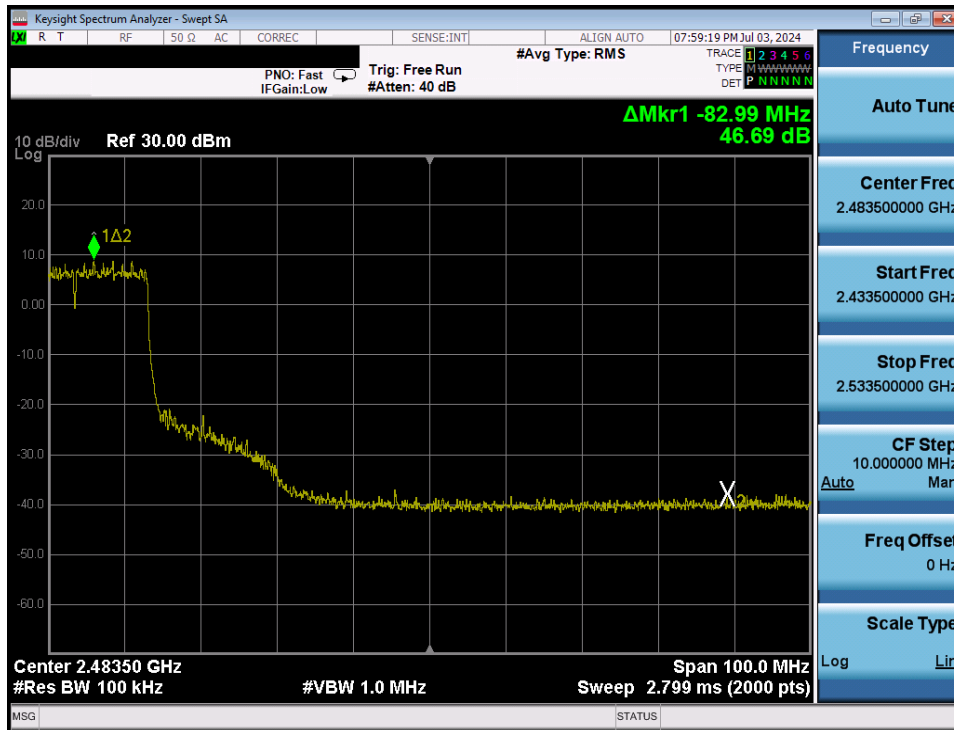 Keysight Spectrum Analyzer - Swept SA
LXI R T RF 50 Ω AC CORREC SENSE:INT ALIGN AUTO 07:59:19 PM Jul 03, 2024
#Avg Type: RMS
TRACE 1 2 3 4 5 6
PNO: Fast Trig: Free Run
TYPE M W W W W W
IFGain:Low #Atten: 40 dB
DET P N N N N N
ΔMkr1 -82.99 MHz
46.69 dB
10 dB/div Ref 30.00 dBm
Log
20.0
1Δ2
10.0
0.00
-10.0
-20.0
-30.0
-40.0
X2
-50.0
-60.0
Center 2.48350 GHz Span 100.0 MHz
#Res BW 100 kHz #VBW 1.0 MHz Sweep 2.799 ms (2000 pts)
MSG STATUS
Frequency
Auto Tune
Center Freq
2.483500000 GHz
Start Freq
2.433500000 GHz
Stop Freq
2.533500000 GHz
CF Step
10.000000 MHz
Auto Man
Freq Offset
0 Hz
Scale Type
Log Lin